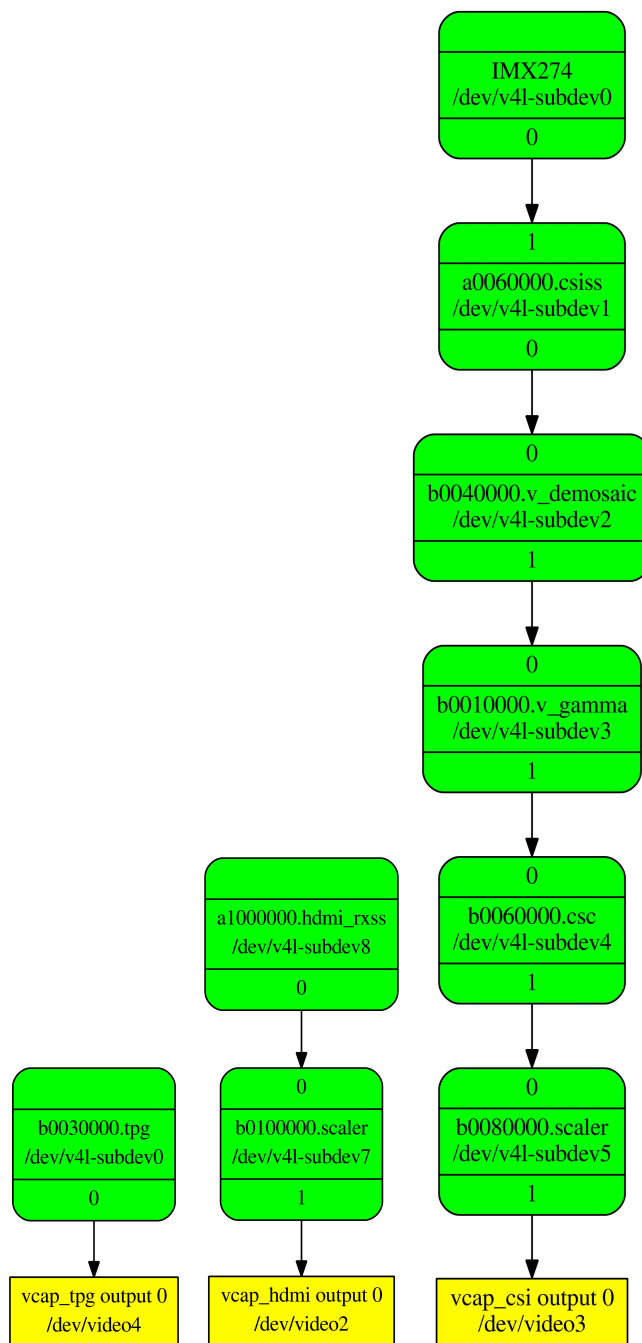 IMX274
/dev/v4l-subdev0
0
1
a0060000.csiss
/dev/v4l-subdev1
0
0
b0040000.v_demosaic
/dev/v4l-subdev2
1
0
b0010000.v_gamma
/dev/v4l-subdev3
1
a1000000.hdmi_rxss
/dev/v4l-subdev8
0
0
b0060000.csc
/dev/v4l-subdev4
1
b0030000.tpg
/dev/v4l-subdev0
0
0
b0100000.scaler
/dev/v4l-subdev7
1
0
b0080000.scaler
/dev/v4l-subdev5
1
vcap_tpg output 0
/dev/video4
vcap_hdmi output 0
/dev/video2
vcap_csi output 0
/dev/video3